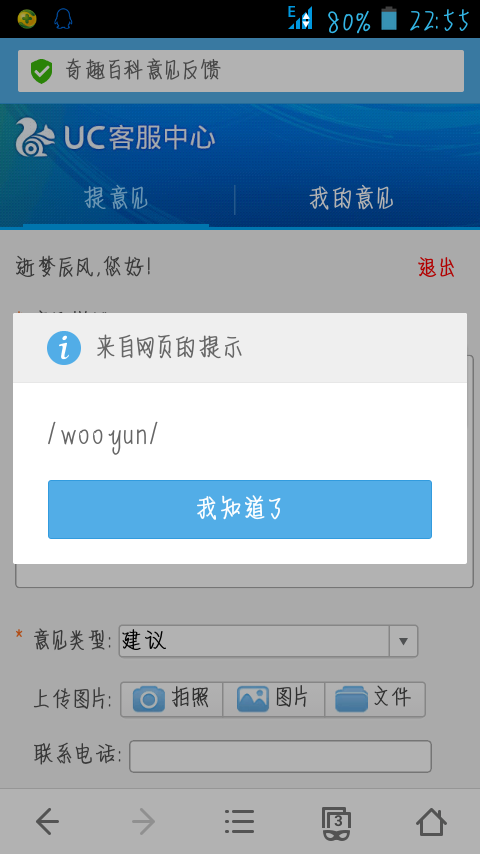 E
80%
22:55
奇趣百科意见反馈
UC客服中心
提意见
我的意见
逝梦辰风,您好!
退出
来自网页的提示
/wooyun/
我知道了
* 意见类型:
建议
上传图片:
拍照
图片
文件
联系电话:
3